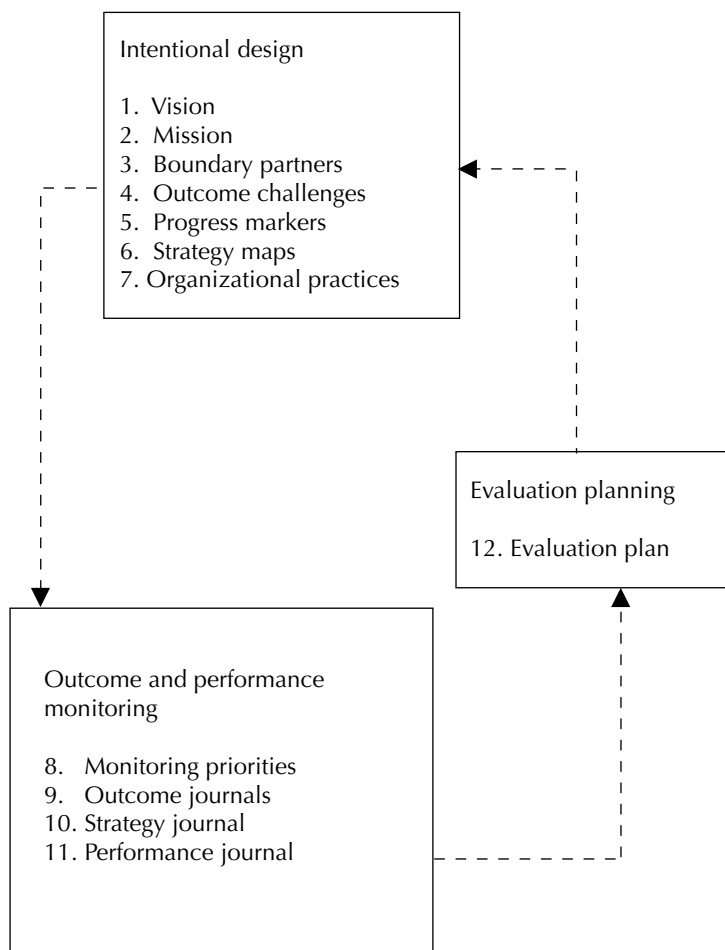 Intentional design
1. Vision
2. Mission
3. Boundary partners
4. Outcome challenges
5. Progress markers
6. Strategy maps
7. Organizational practices
Evaluation planning
12. Evaluation plan
Outcome and performance
monitoring
8. Monitoring priorities
9. Outcome journals
10. Strategy journal
11. Performance journal